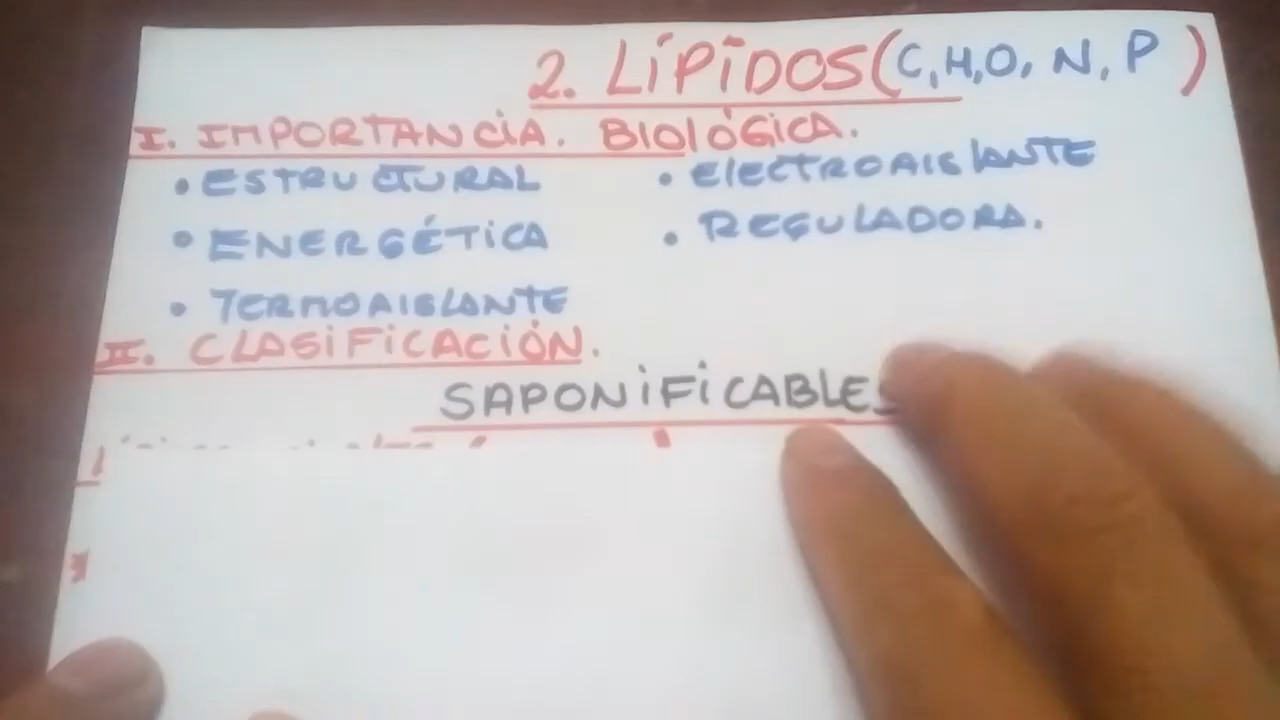 2. LÍPIDOS (C, H, O, N, P )
I. IMPORTANCIA. BIOLÓGICA.
• ESTRUCTURAL
• ELECTROAISLANTE
• ENERGÉTICA
• REGULADORA.
• TERMOAISLANTE
II. CLASIFICACIÓN.
SAPONIFICABLES